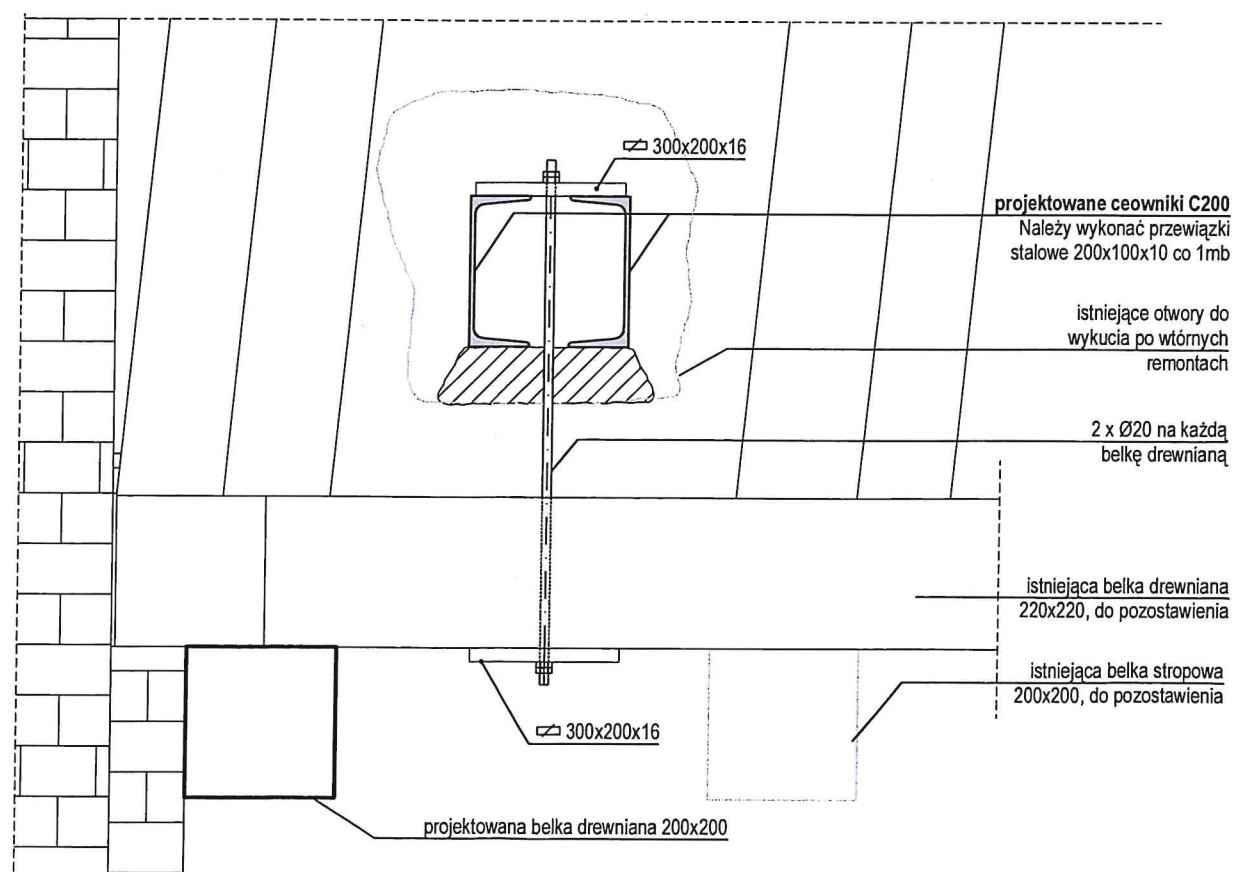 300x200x16
projektowane ceowniki C200
Należy wykonać przewiązki
stalowe 200x100x10 co 1mb
istniejące otwory do
wykucia po wtórnych
remontach
2 x Ø20 na każdą
belkę drewnianą
istniejąca belka drewniana
220x220, do pozostawienia
istniejąca belka stropowa
200x200, do pozostawienia
300x200x16
projektowana belka drewniana 200x200